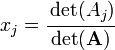 x_j = det(A_j) / det(𝐀)